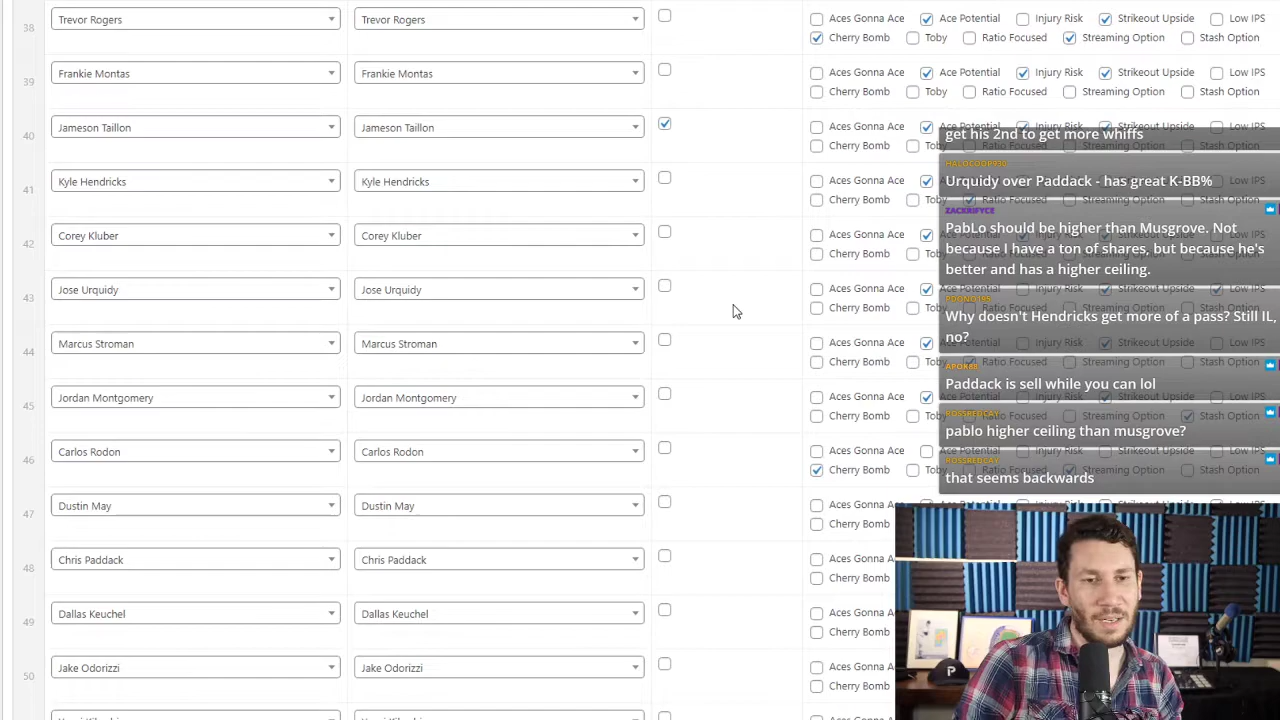 38
Trevor Rogers Trevor Rogers
Aces Gonna Ace Ace Potential Injury Risk Strikeout Upside Low IPS
Cherry Bomb Toby Ratio Focused Streaming Option Stash Option
39
Frankie Montas Frankie Montas
Aces Gonna Ace Ace Potential Injury Risk Strikeout Upside Low IPS
Cherry Bomb Toby Ratio Focused Streaming Option Stash Option
40
Jameson Taillon Jameson Taillon
Aces Gonna Ace
Cherry Bomb
41
Kyle Hendricks Kyle Hendricks
Aces Gonna Ace
Cherry Bomb
42
Corey Kluber Corey Kluber
Aces Gonna Ace
Cherry Bomb
43
Jose Urquidy Jose Urquidy
Aces Gonna Ace
Cherry Bomb
44
Marcus Stroman Marcus Stroman
Aces Gonna Ace
Cherry Bomb
45
Jordan Montgomery Jordan Montgomery
Aces Gonna Ace
Cherry Bomb
46
Carlos Rodon Carlos Rodon
Aces Gonna Ace
Cherry Bomb
47
Dustin May Dustin May
Aces Gonna Ace
Cherry Bomb
48
Chris Paddack Chris Paddack
Aces Gonna A
Cherry Bomb
49
Dallas Keuchel Dallas Keuchel
Aces Gonna A
Cherry Bomb
50
Jake Odorizzi Jake Odorizzi
Aces Gonna A
Cherry Bomb
get his 2nd to get more whiffs
HALOCOOP930
Urquidy over Paddack - has great K-BB%
ZACKRIFYCE
PabLo should be higher than Musgrove. Not
because I have a ton of shares, but because he's
better and has a higher ceiling.
Why doesn't Hendricks get more of a pass? Still IL,
no?
APOK88
Paddack is sell while you can lol
ROSSREDCAY
pablo higher ceiling than musgrove?
ROSSREDCAY
that seems backwards
P